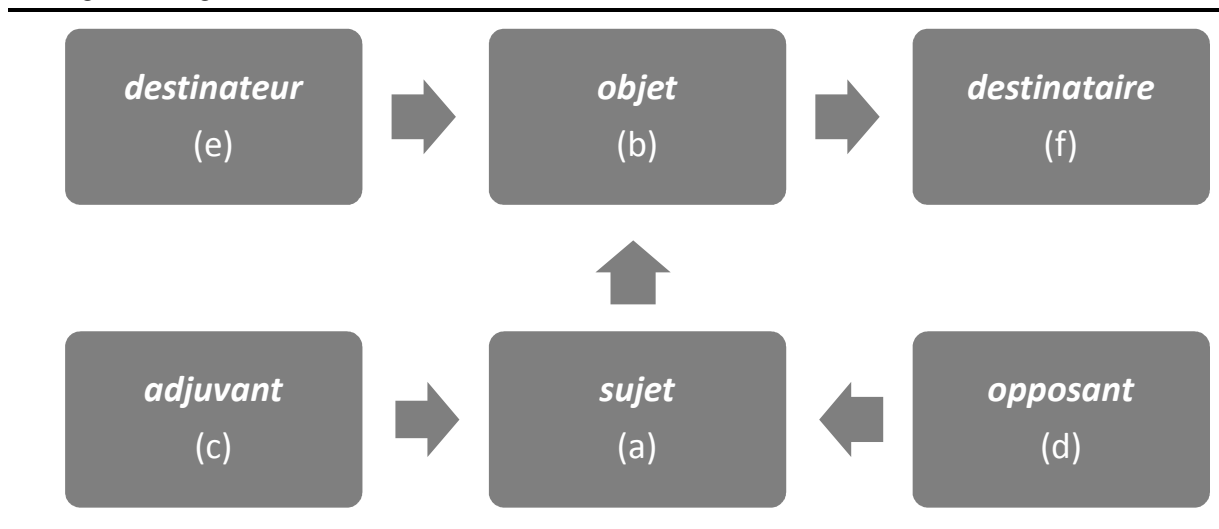 destinateur
(e)
objet
(b)
destinataire
(f)
adjuvant
(c)
sujet
(a)
opposant
(d)